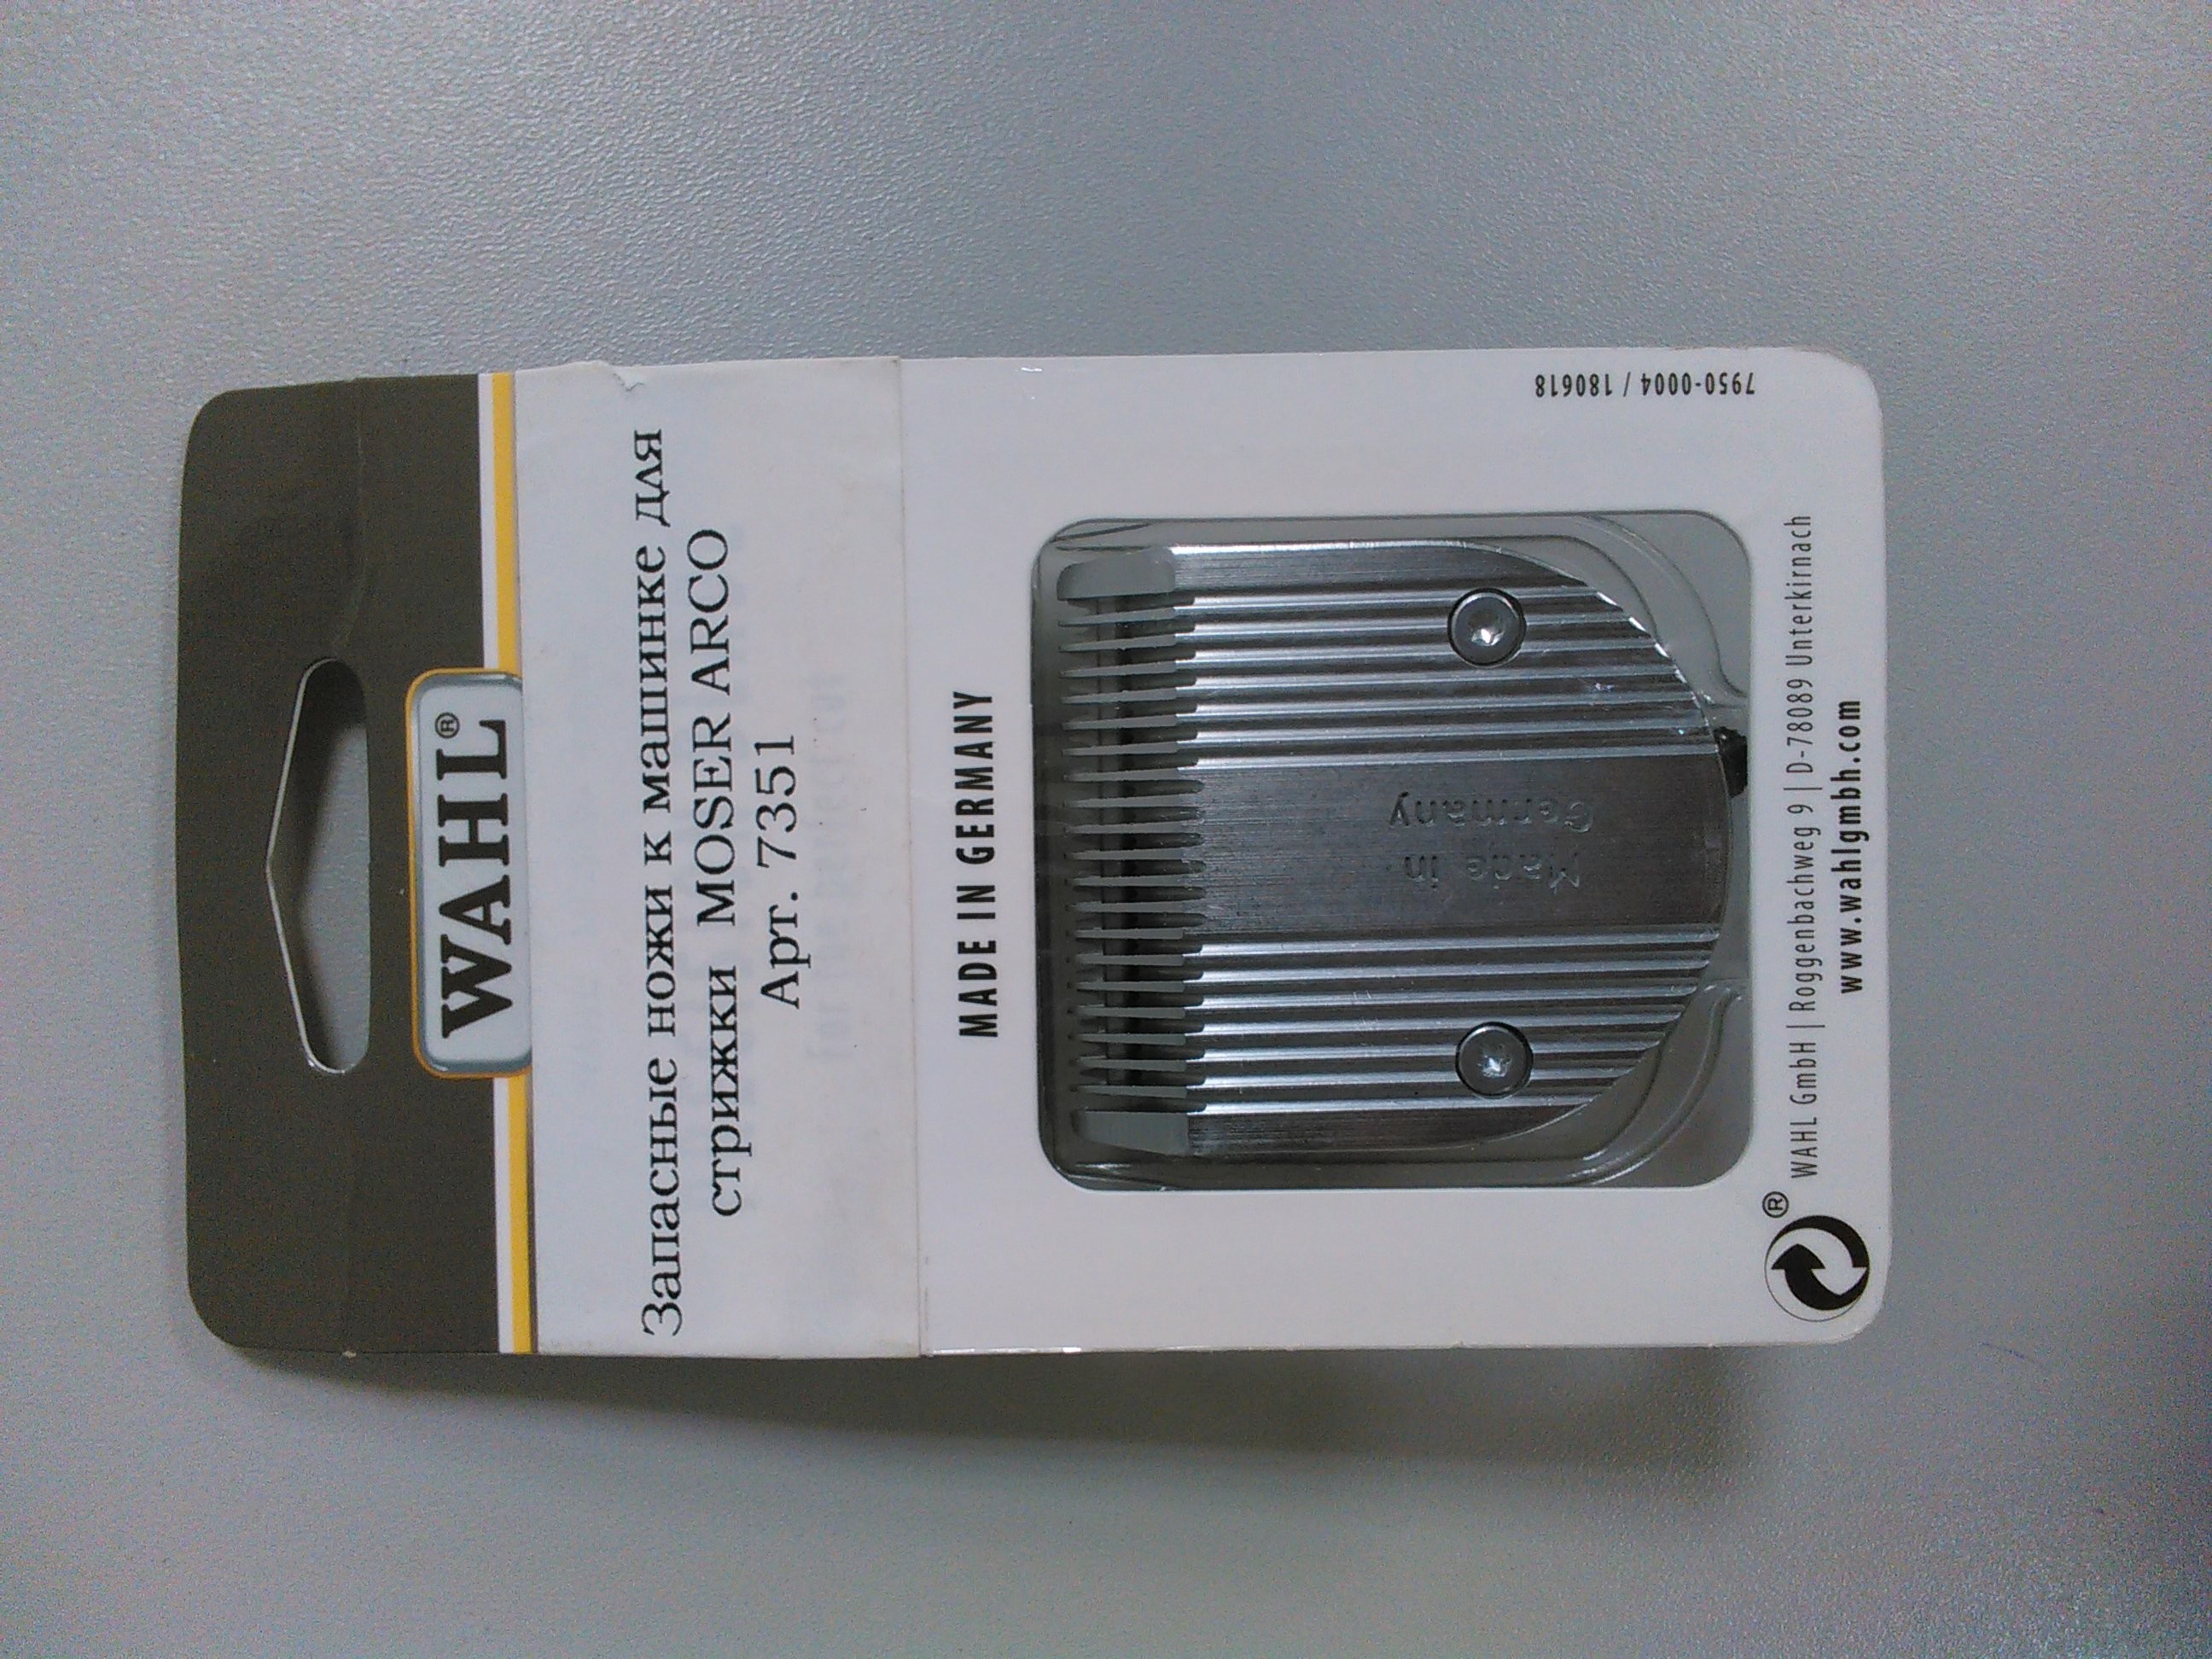 WAHL®
Запасные ножки к машинке для
стрижки MOSER ARCO
Арт. 7351
MADE IN GERMANY
Made in
Germany
7950-0004 / 180618
® WAHL GmbH | Roggenbachweg 9 | D-78089 Unterkirnach
www.wahlgmbh.com